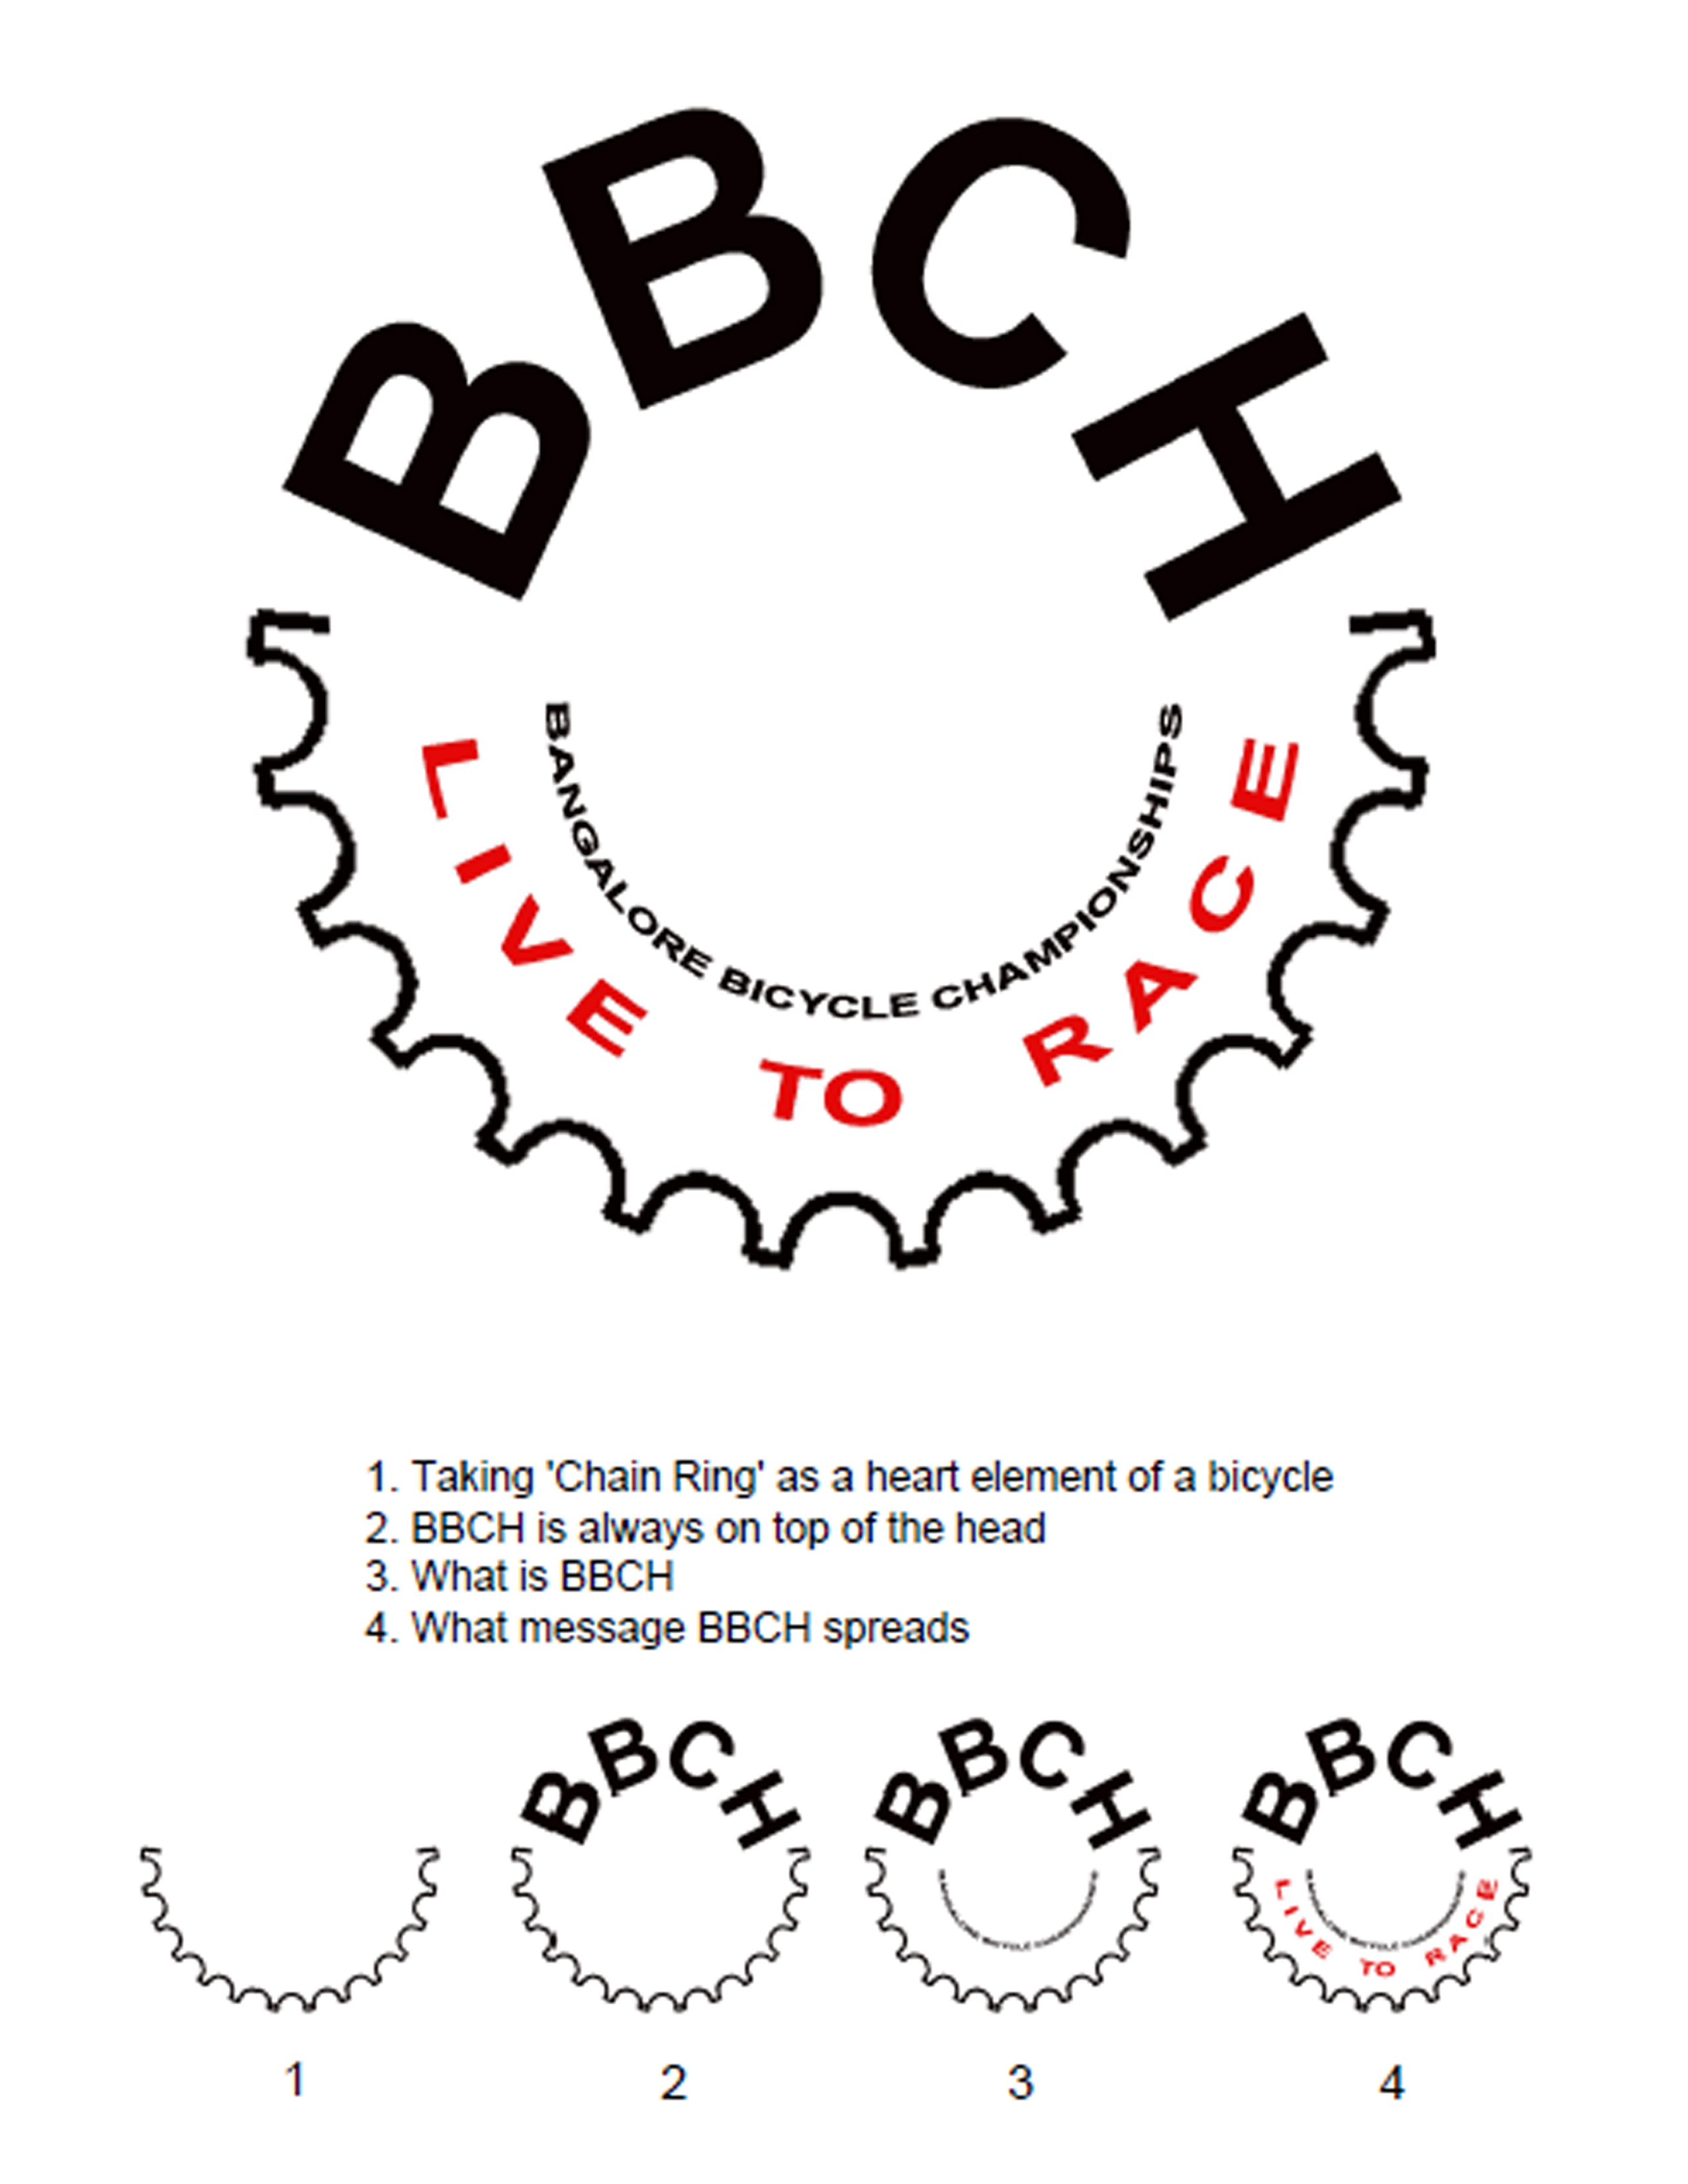 BBCH
BANGALORE BICYCLE CHAMPIONSHIPS
LIVE TO RACE
1. Taking 'Chain Ring' as a heart element of a bicycle
2. BBCH is always on top of the head
3. What is BBCH
4. What message BBCH spreads
BBCH
BBCH
BBCH
LIVE TO RACE
1
2
3
4